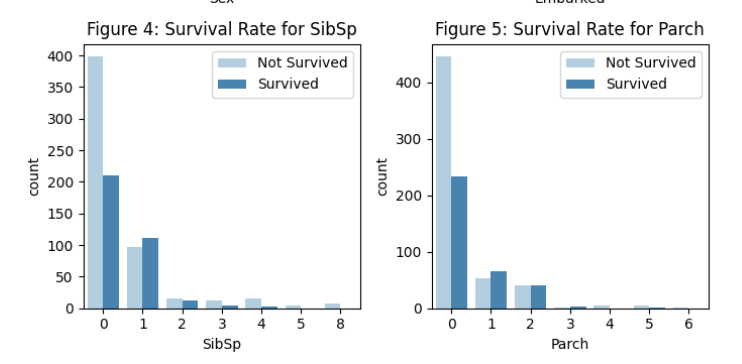 Sex
Embarked
Figure 4: Survival Rate for SibSp
Figure 5: Survival Rate for Parch
400
350
300
250
200
150
100
50
0
count
Not Survived
Survived
0 1 2 3 4 5 8
SibSp
400
300
200
100
0
count
Not Survived
Survived
0 1 2 3 4 5 6
Parch